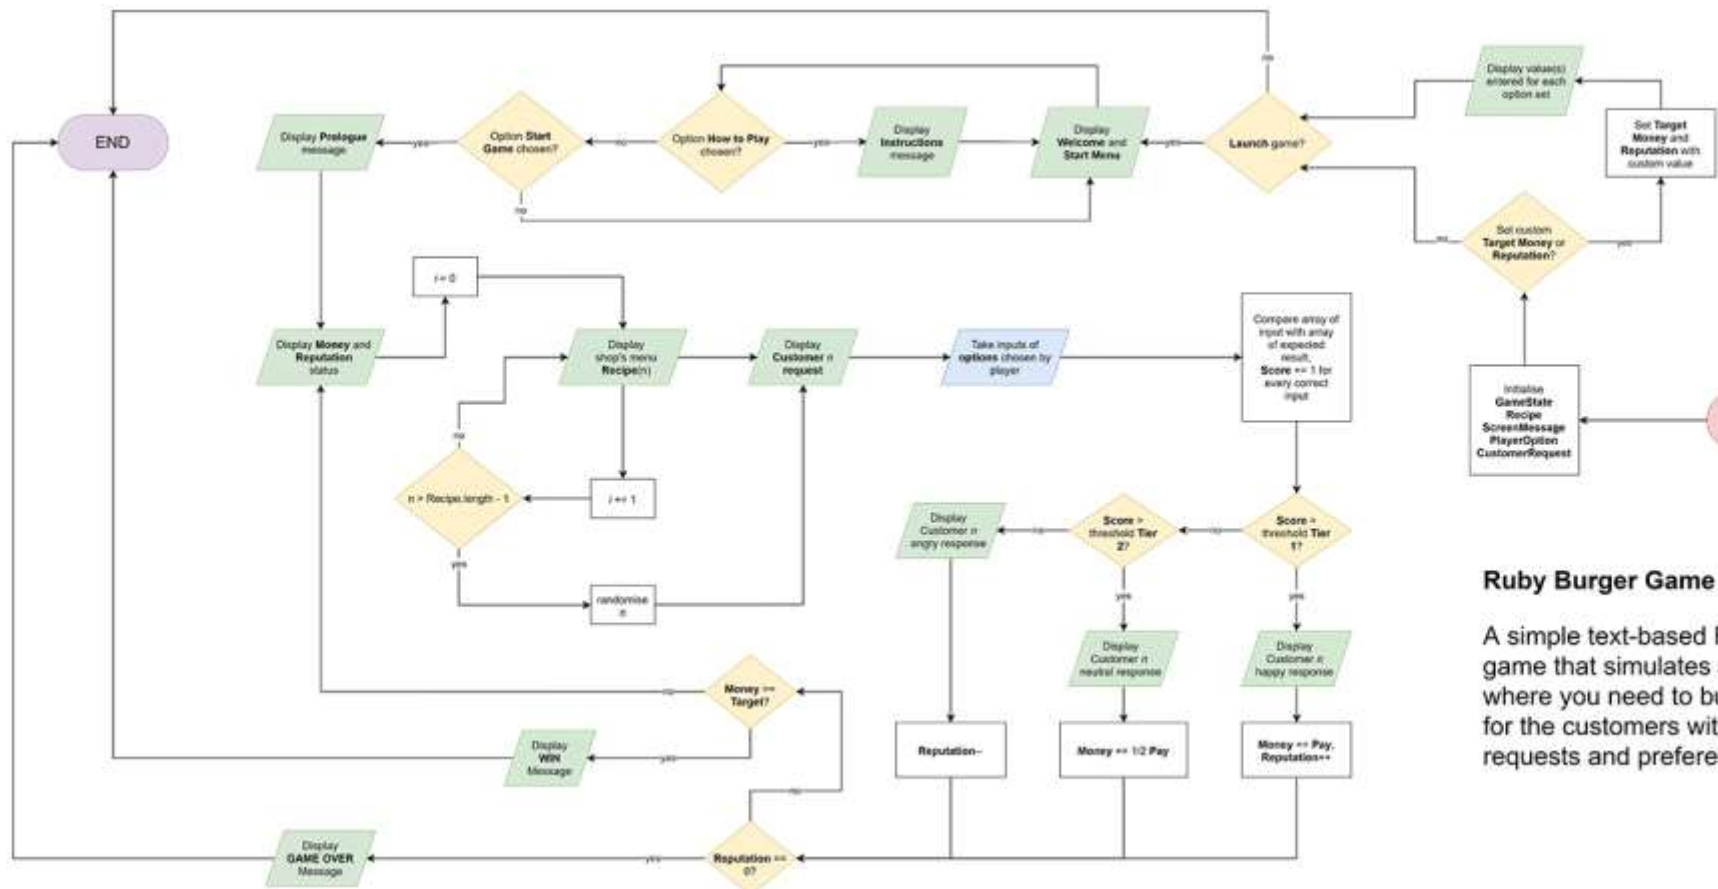 no
Display value(s)
entered for each
option set
END
Display Prologue
message
yes
Option Start
Game chosen?
no
Option How to Play
chosen?
yes
Display
Instructions
message
Display
Welcome and
Start Menu
yes
Launch game?
Set Target
Money and
Reputation with
custom value
no
no
Set custom
Target Money or
Reputation?
yes
i = 0
Display Money and
Reputation
status
Display
shop's menu
Recipe(n)
Display
Customer n
request
Take inputs of
options chosen by
player
Compare array of
input with array
of expected
result,
Score += 1 for
every correct
input
Initialise
GameState
Recipe
ScreenMessage
PlayerOption
CustomerRequest
no
n > Recipe.length - 1
i += 1
yes
randomise
n
Display
Customer n
angry response
no
Score >
threshold Tier
2?
no
Score >
threshold Tier
1?
yes
yes
Display
Customer n
neutral response
Display
Customer n
happy response
Ruby Burger Game
A simple text-based
game that simulates
where you need to
for the customers
requests and
no
Money >=
Target?
Display
WIN
Message
yes
Reputation--
Money += 1/2 Pay
Money += Pay,
Reputation++
no
Display
GAME OVER
Message
yes
Reputation ==
0?